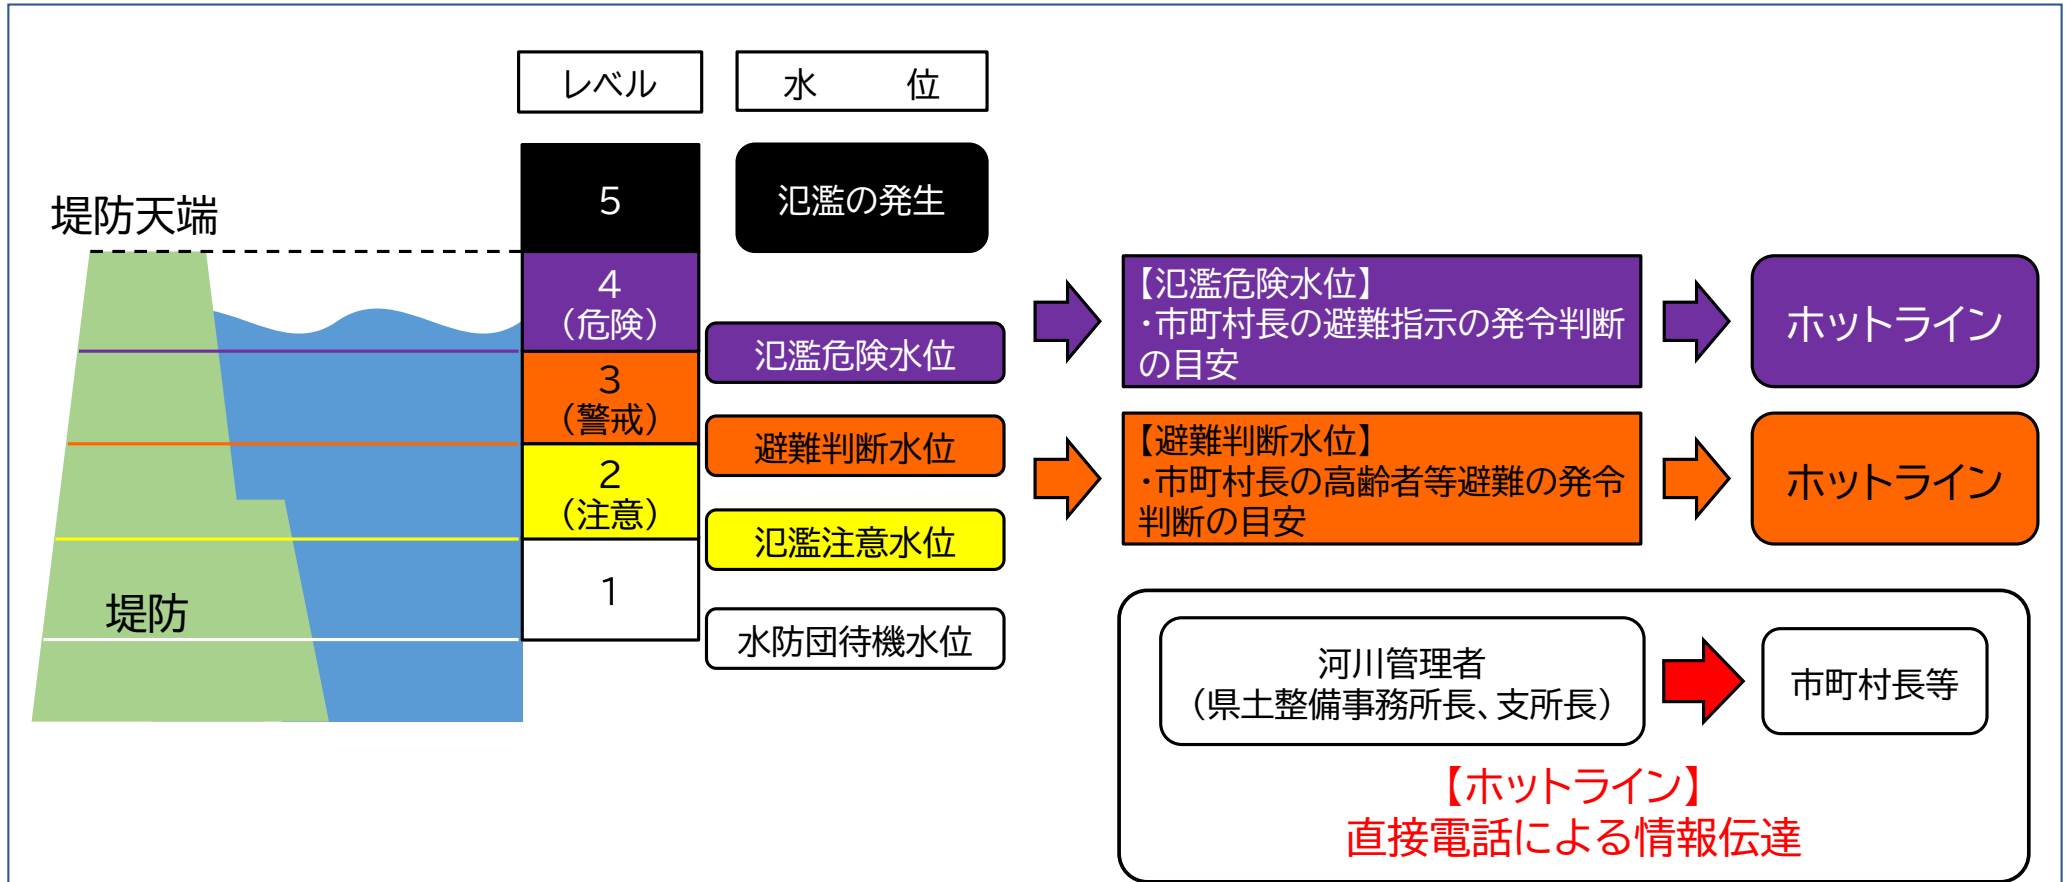 レベル
水　　位
5
氾濫の発生
堤防天端
4
（危険）
氾濫危険水位
【氾濫危険水位】
・市町村長の避難指示の発令判断
の目安
ホットライン
3
（警戒）
避難判断水位
【避難判断水位】
・市町村長の高齢者等避難の発令
判断の目安
ホットライン
2
（注意）
氾濫注意水位
1
堤防
水防団待機水位
河川管理者
（県土整備事務所長、支所長）
市町村長等
【ホットライン】
直接電話による情報伝達